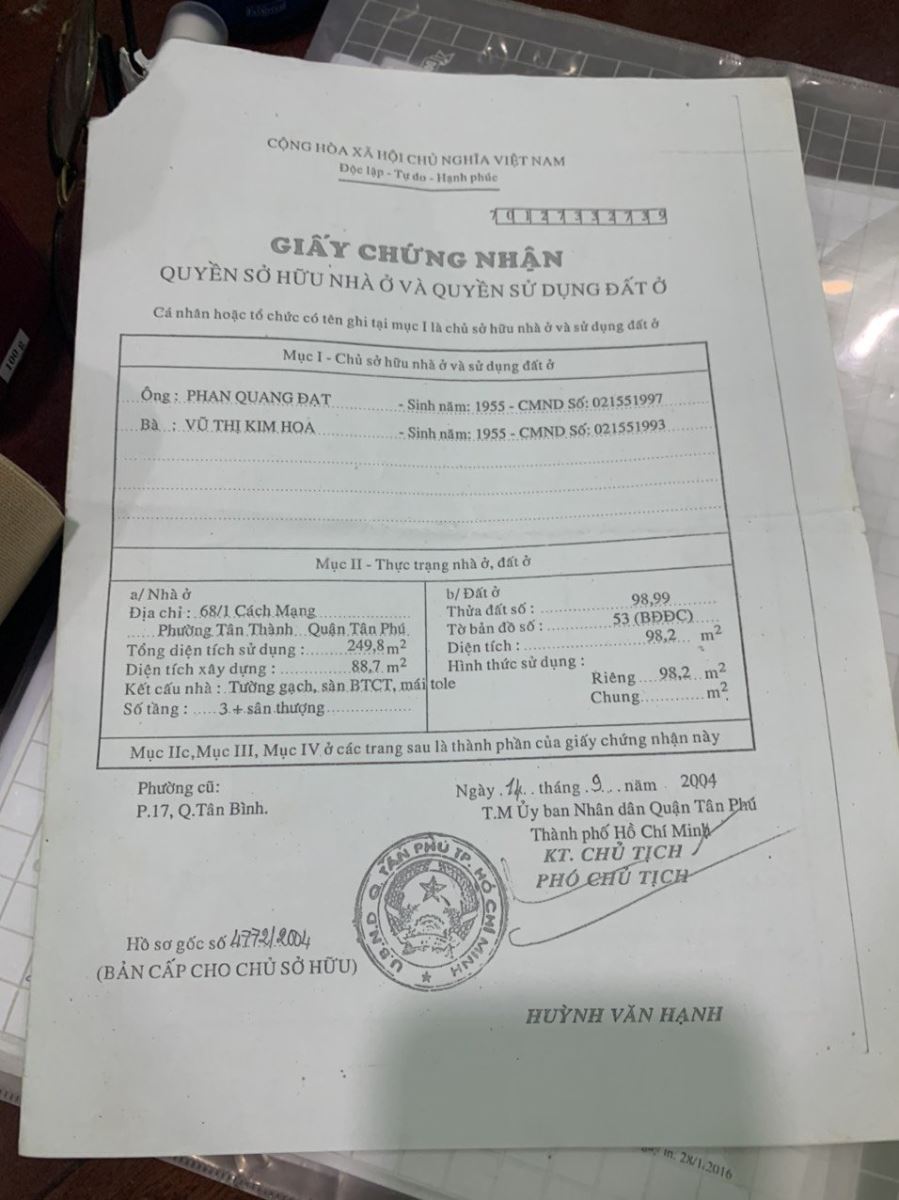 CỘNG HÒA XÃ HỘI CHỦ NGHĨA VIỆT NAM
Độc lập - Tự do - Hạnh phúc
GIẤY CHỨNG NHẬN
QUYỀN SỞ HỮU NHÀ Ở VÀ QUYỀN SỬ DỤNG ĐẤT Ở
Cá nhân hoặc tổ chức có tên ghi tại mục I là chủ sở hữu nhà ở và sử dụng đất ở
Mục I - Chủ sở hữu nhà ở và sử dụng đất ở
Ông : PHAN QUANG ĐẠT - Sinh năm: 1955 - CMND Số: 021551997
Bà : VŨ THỊ KIM HOA - Sinh năm: 1955 - CMND Số: 021551993
Mục II - Thực trạng nhà ở, đất ở
a/ Nhà ở
Địa chỉ : 68/1 Cách Mạng
Phường Tân Thành Quận Tân Phú
Tổng diện tích sử dụng : 249,8 m²
Diện tích xây dựng : 88,7 m²
Kết cấu nhà : Tường gạch, sàn BTCT, mái tole
Số tầng : 3 + sân thượng
b/ Đất ở
Thửa đất số : 98,99
Tờ bản đồ số : 53 (BĐĐC)
Diện tích : 98,2 m²
Hình thức sử dụng :
Riêng 98,2 m²
Chung m²
Mục IIc, Mục III, Mục IV ở các trang sau là thành phần của giấy chứng nhận này
Phường cũ:
P.17, Q.Tân Bình.
Ngày 14 tháng 9 năm 2004
T.M Ủy ban Nhân dân Quận Tân Phú
Thành phố Hồ Chí Minh
KT. CHỦ TỊCH
PHÓ CHỦ TỊCH
U.B.N.D Q. TÂN PHÚ TP. HỒ CHÍ MINH
Hồ sơ gốc số 4772/2004
(BẢN CẤP CHO CHỦ SỞ HỮU)
HUỲNH VĂN HẠNH
in: 28/1.2016
100 g